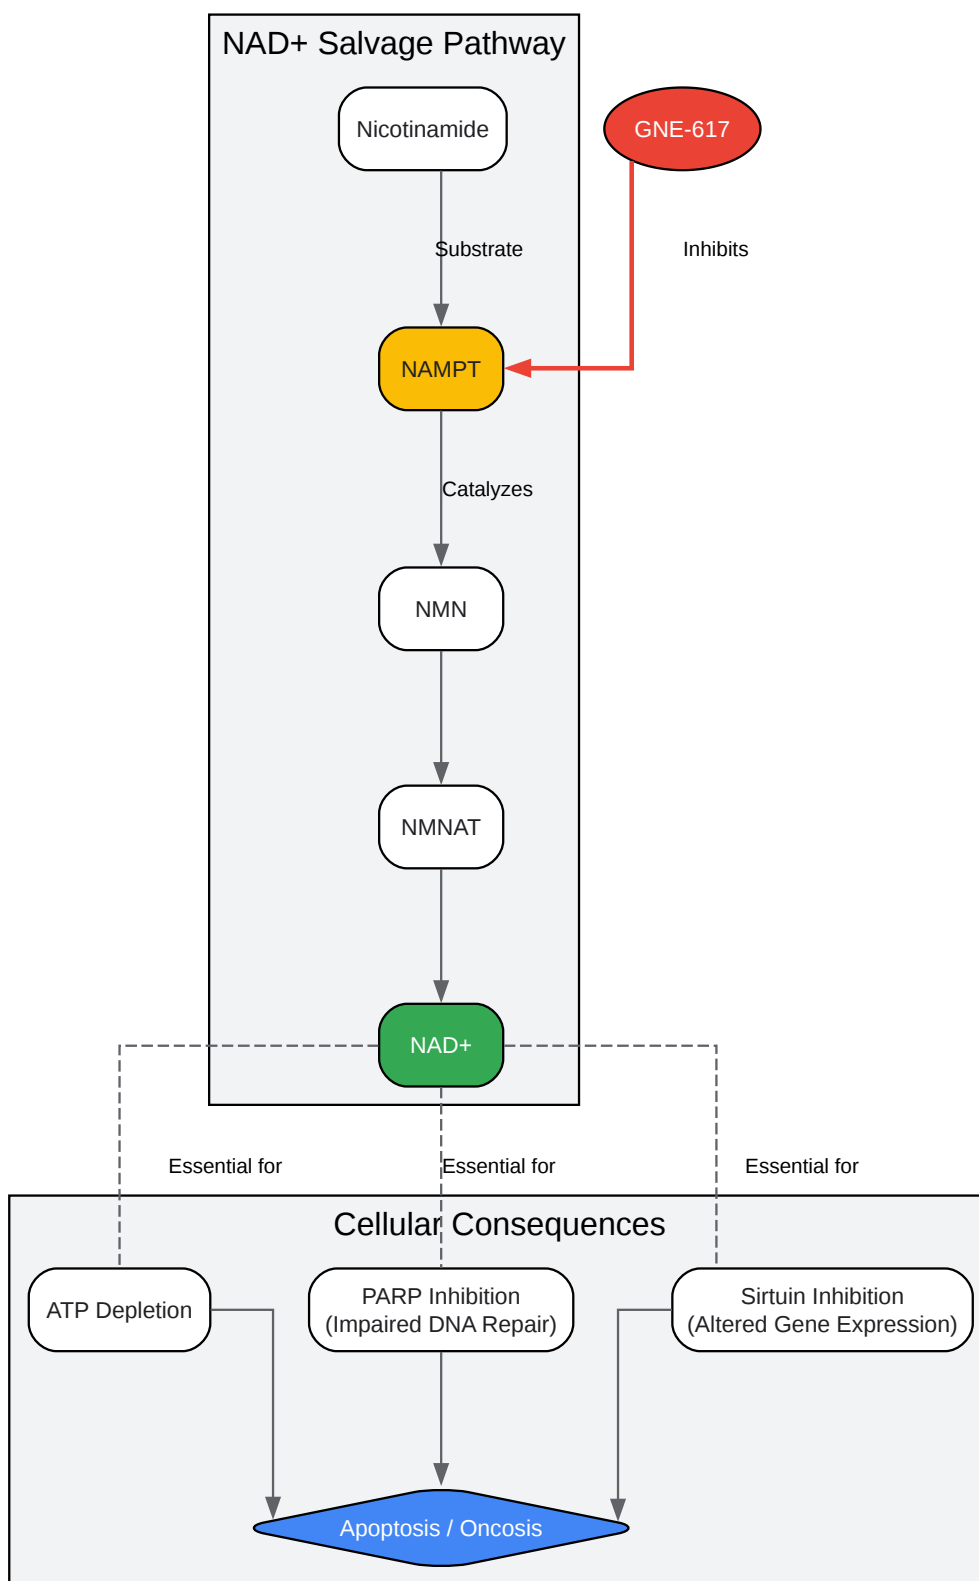 NAD+ Salvage Pathway
Nicotinamide
GNE-617
Substrate
Inhibits
NAMPT
Catalyzes
NMN
NMNAT
NAD+
Essential for
Essential for
Essential for
Cellular Consequences
ATP Depletion
PARP Inhibition
(Impaired DNA Repair)
Sirtuin Inhibition
(Altered Gene Expression)
Apoptosis / Oncosis